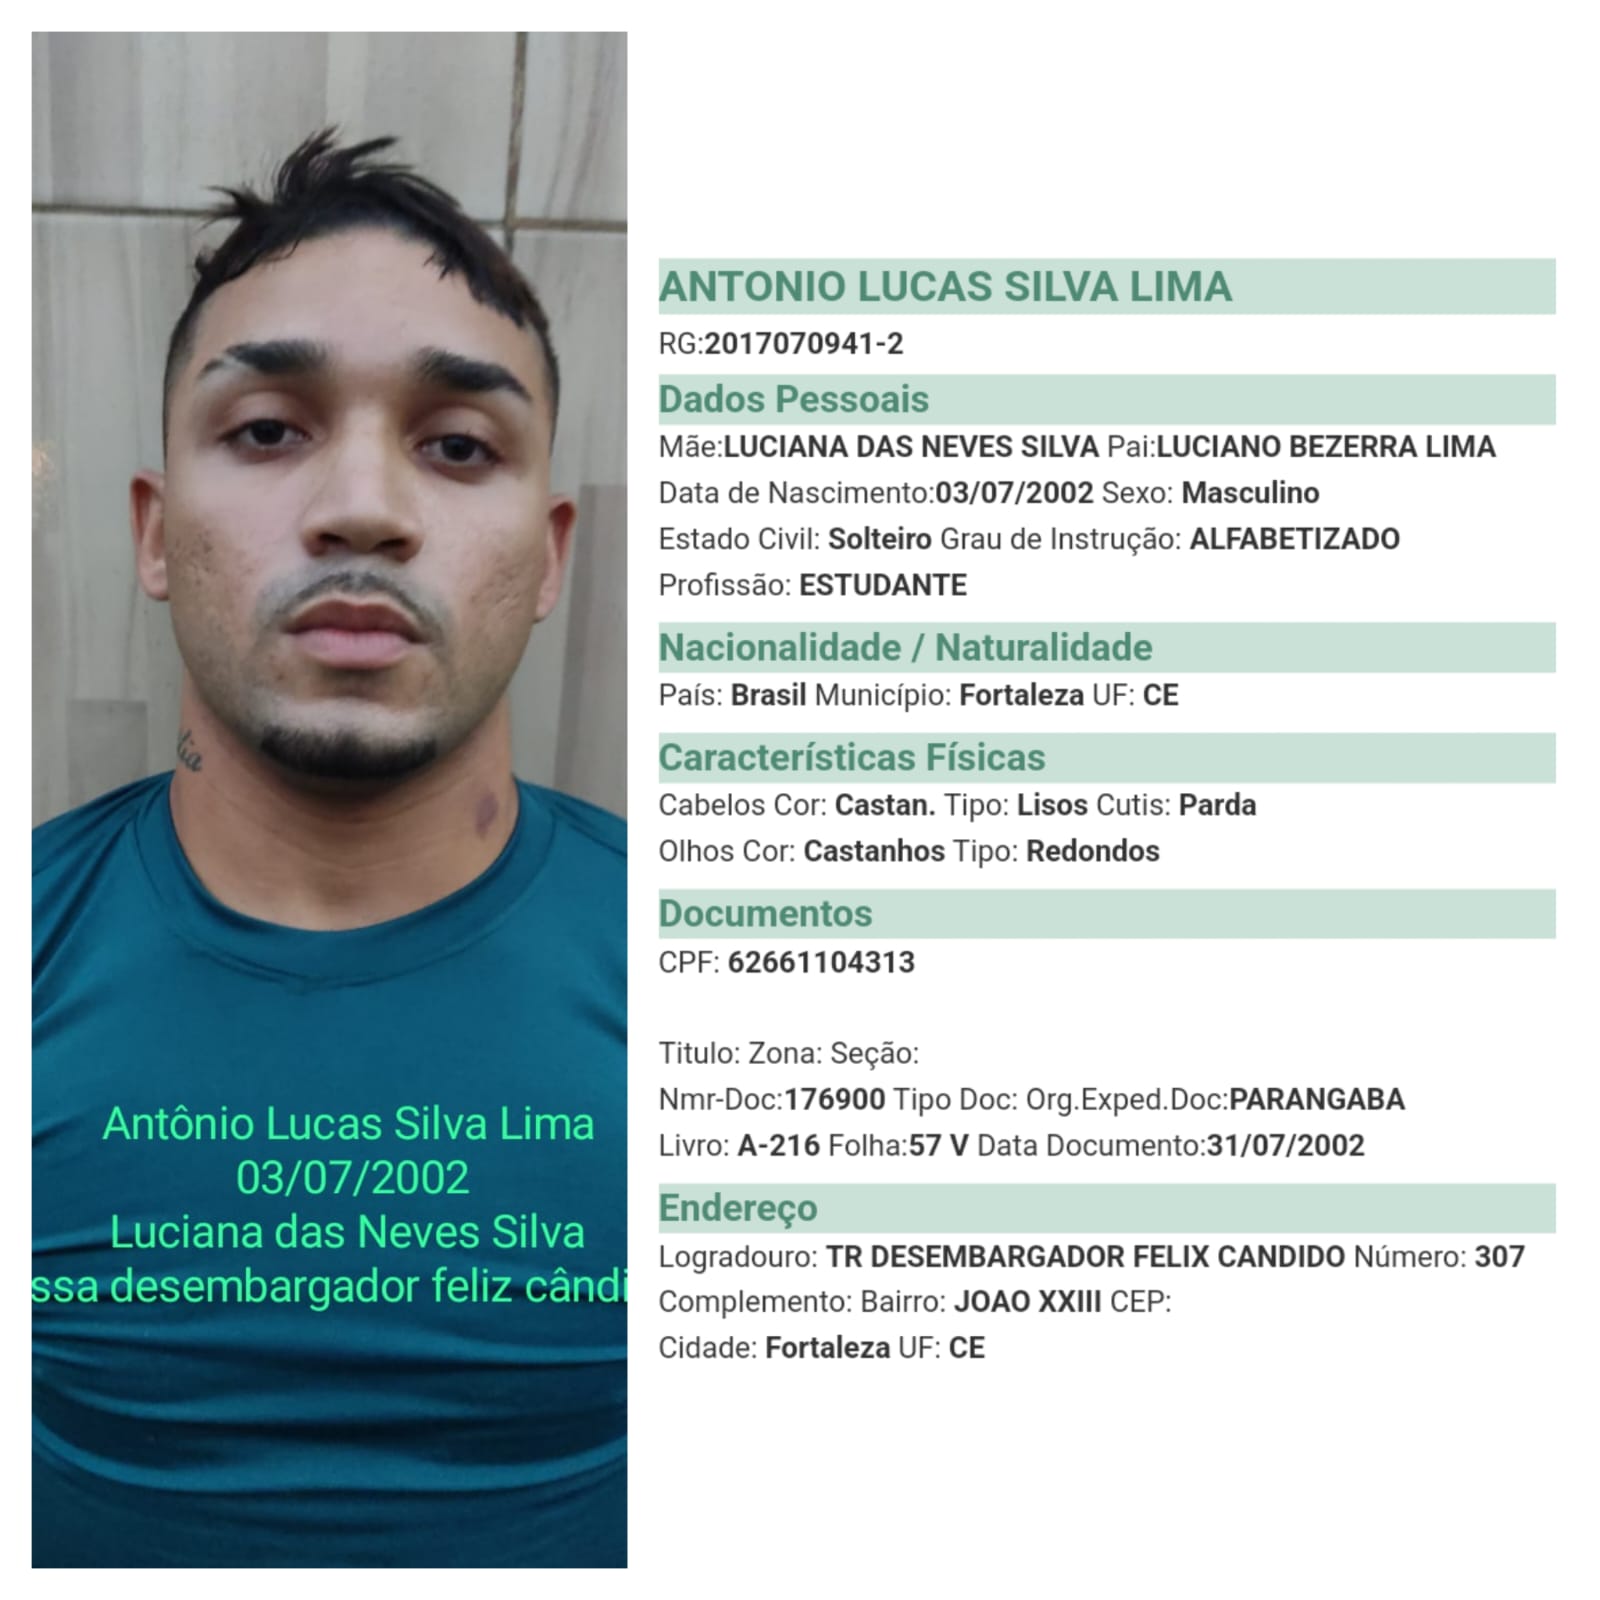 ia
Antônio Lucas Silva Lima
03/07/2002
Luciana das Neves Silva
ssa desembargador feliz cândi
ANTONIO LUCAS SILVA LIMA
RG:2017070941-2
Dados Pessoais
Mãe:LUCIANA DAS NEVES SILVA Pai:LUCIANO BEZERRA LIMA
Data de Nascimento:03/07/2002 Sexo: Masculino
Estado Civil: Solteiro Grau de Instrução: ALFABETIZADO
Profissão: ESTUDANTE
Nacionalidade / Naturalidade
País: Brasil Município: Fortaleza UF: CE
Características Físicas
Cabelos Cor: Castan. Tipo: Lisos Cutis: Parda
Olhos Cor: Castanhos Tipo: Redondos
Documentos
CPF: 62661104313
Titulo: Zona: Seção:
Nmr-Doc:176900 Tipo Doc: Org.Exped.Doc:PARANGABA
Livro: A-216 Folha:57 V Data Documento:31/07/2002
Endereço
Logradouro: TR DESEMBARGADOR FELIX CANDIDO Número: 307
Complemento: Bairro: JOAO XXIII CEP:
Cidade: Fortaleza UF: CE